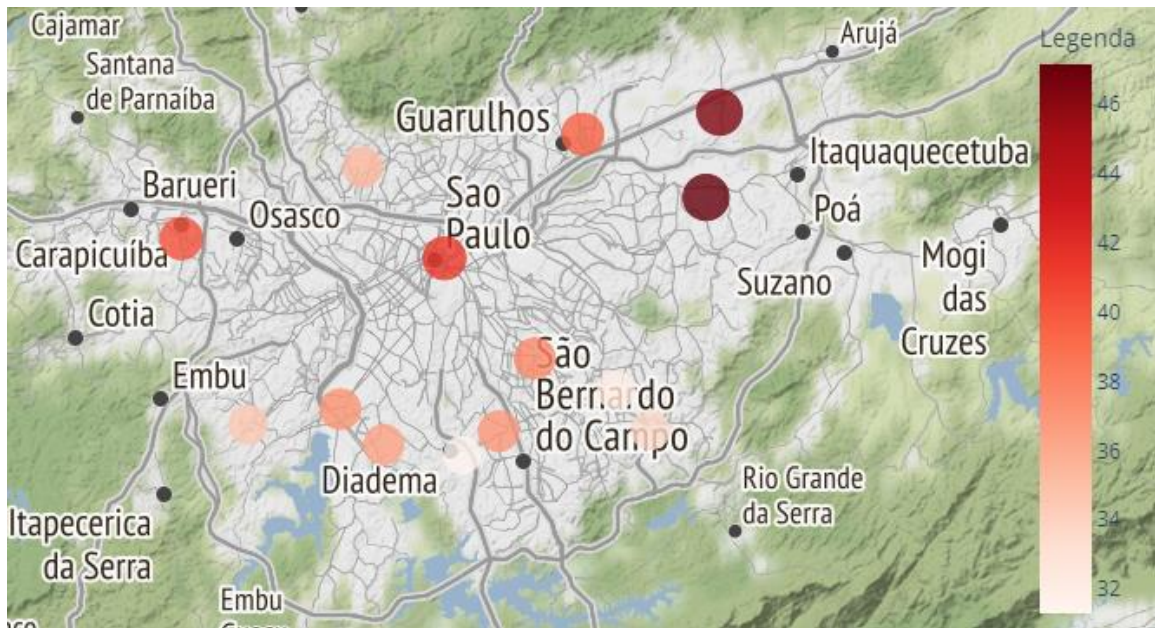 Cajamar
Santana
de Parnaíba
Arujá
Legenda
Guarulhos
46
Itaquaquecetuba
Barueri
Sao
Paulo
44
Osasco
Poá
Carapicuíba
42
Mogi
das
Cruzes
Suzano
Cotia
40
São
Bernardo
do Campo
Embu
38
36
Diadema
Rio Grande
da Serra
34
Itapecerica
da Serra
32
Embu